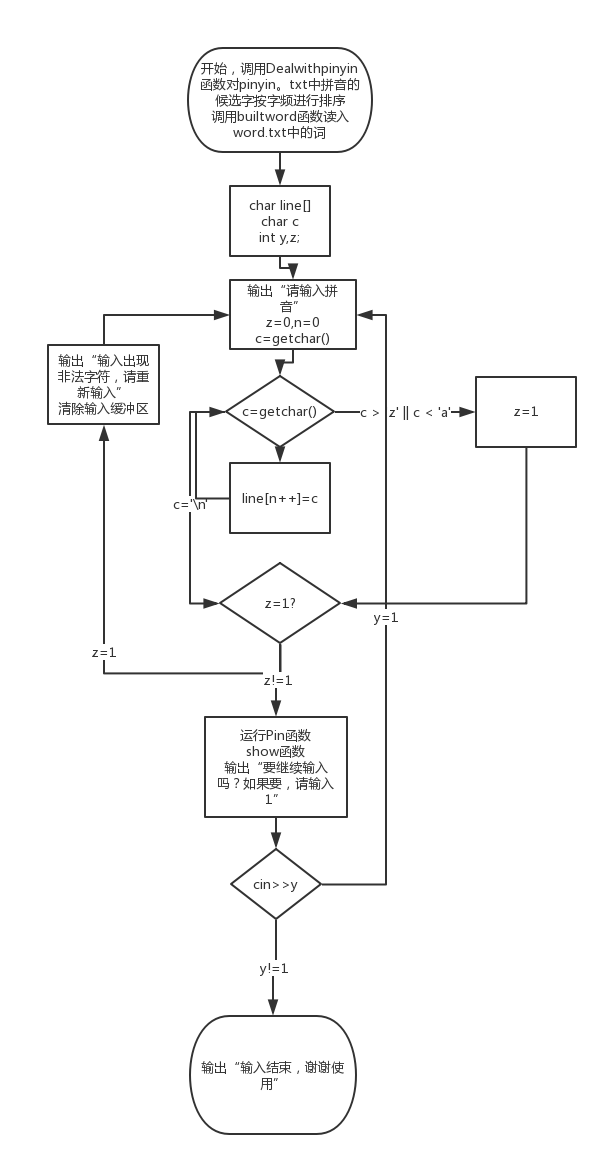 开始，调用Dealwithpinyin
函数对pinyin。txt中拼音的
候选字按字频进行排序
调用builtword函数读入
word.txt中的词
char line[]
char c
int y,z;
输出“请输入拼
音”
z=0,n=0
c=getchar()
输出“输入出现
非法字符，请重
新输入”
清除输入缓冲区
c=getchar()
c > z' || c < 'a'
z=1
line[n++]=c
c='\n'
z=1?
y=1
z=1
z!=1
运行Pin函数
show函数
输出“要继续输入
吗？如果要，请输入
1”
cin>>y
y!=1
输出“输入结束，谢谢使
用”